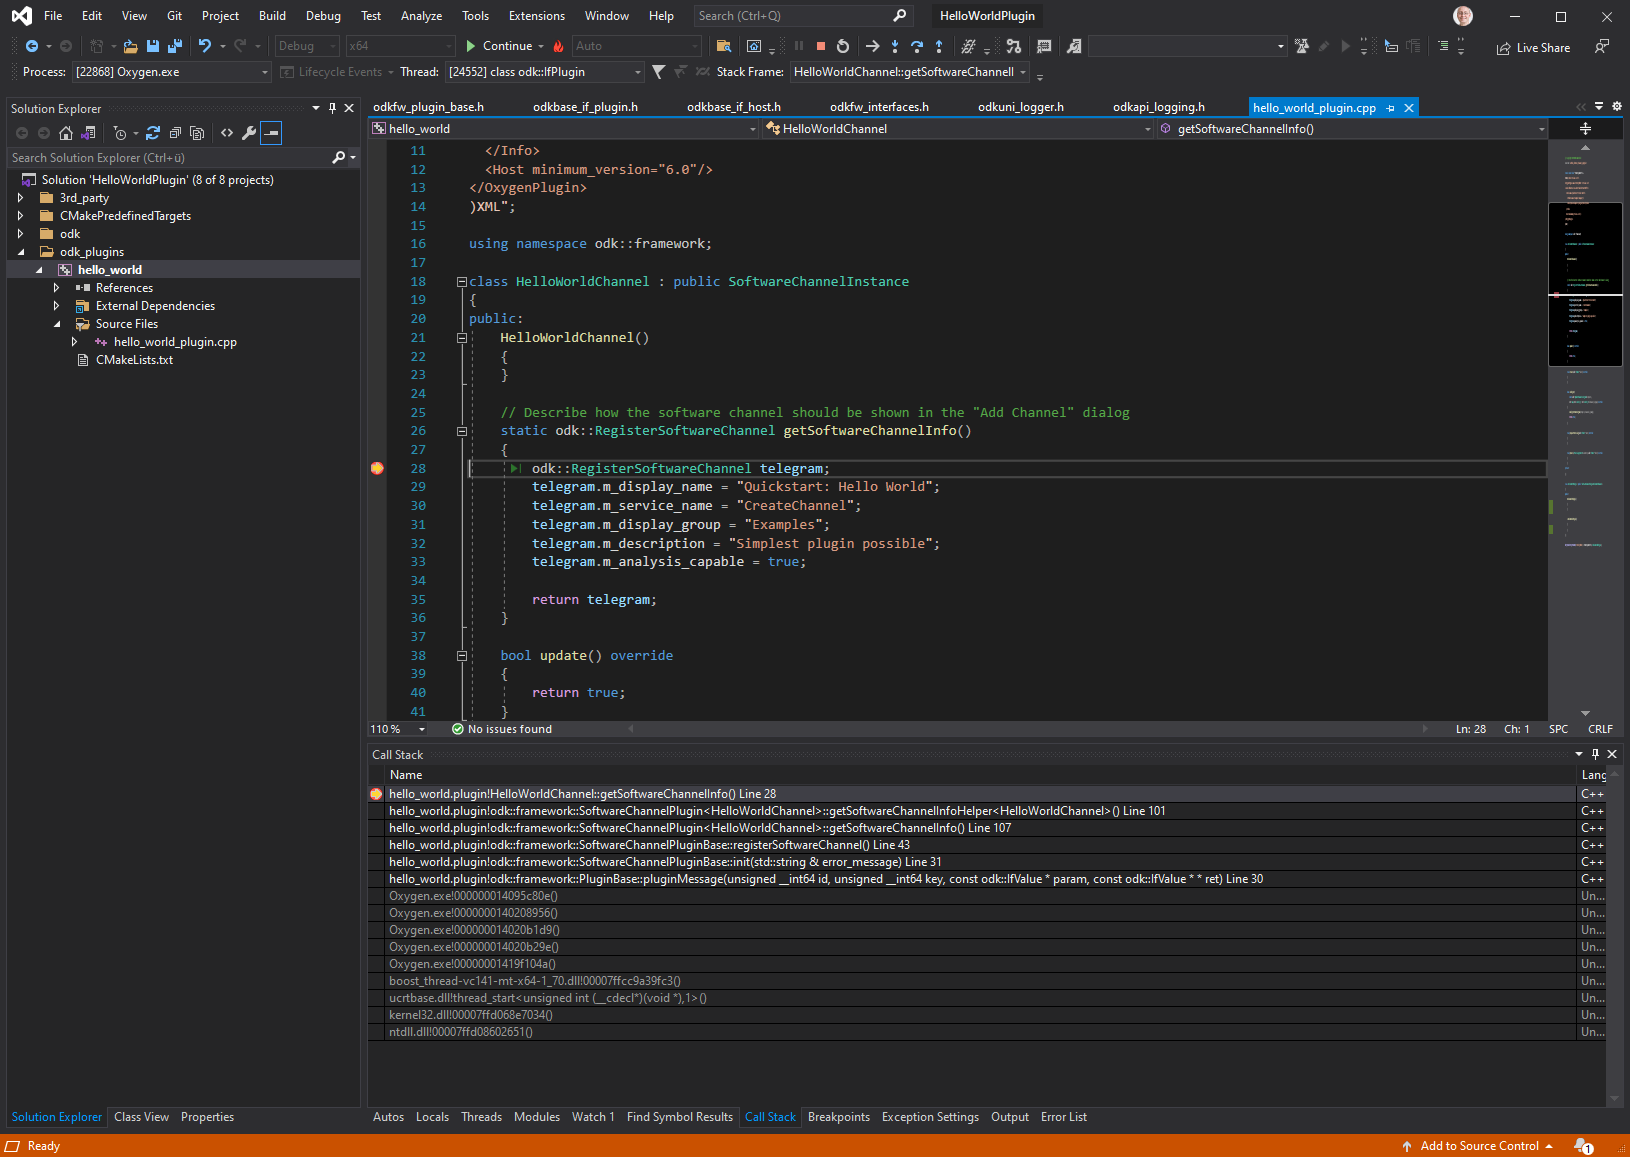 File Edit View Git Project Build Debug Test Analyze Tools Extensions Window Help Search (Ctrl+Q) HelloWorldPlugin
Debug x64 Continue Auto Live Share
Process: [22868] Oxygen.exe Lifecycle Events Thread: [24552] class odk::IfPlugin Stack Frame: HelloWorldChannel::getSoftwareChannelI
Solution Explorer
Search Solution Explorer (Ctrl+ü)
Solution 'HelloWorldPlugin' (8 of 8 projects)
3rd_party
CMakePredefinedTargets
odk
odk_plugins
hello_world
References
External Dependencies
Source Files
hello_world_plugin.cpp
CMakeLists.txt
Solution Explorer Class View Properties
odkfw_plugin_base.h odkbase_if_plugin.h odkbase_if_host.h odkfw_interfaces.h odkuni_logger.h odkapi_logging.h hello_world_plugin.cpp
hello_world HelloWorldChannel getSoftwareChannelInfo()
11 </Info>
12 <Host minimum_version="6.0"/>
13 </OxygenPlugin>
14 )XML";
15
16 using namespace odk::framework;
17
18 class HelloWorldChannel : public SoftwareChannelInstance
19 {
20 public:
21 HelloWorldChannel()
22 {
23 }
24
25 // Describe how the software channel should be shown in the "Add Channel" dialog
26 static odk::RegisterSoftwareChannel getSoftwareChannelInfo()
27 {
28 odk::RegisterSoftwareChannel telegram;
29 telegram.m_display_name = "Quickstart: Hello World";
30 telegram.m_service_name = "CreateChannel";
31 telegram.m_display_group = "Examples";
32 telegram.m_description = "Simplest plugin possible";
33 telegram.m_analysis_capable = true;
34
35 return telegram;
36 }
37
38 bool update() override
39 {
40 return true;
41 }
110 % No issues found Ln: 28 Ch: 1 SPC CRLF
Call Stack
Name Lang
hello_world.plugin!HelloWorldChannel::getSoftwareChannelInfo() Line 28 C++
hello_world.plugin!odk::framework::SoftwareChannelPlugin<HelloWorldChannel>::getSoftwareChannelInfoHelper<HelloWorldChannel>() Line 101 C++
hello_world.plugin!odk::framework::SoftwareChannelPlugin<HelloWorldChannel>::getSoftwareChannelInfo() Line 107 C++
hello_world.plugin!odk::framework::SoftwareChannelPluginBase::registerSoftwareChannel() Line 43 C++
hello_world.plugin!odk::framework::SoftwareChannelPluginBase::init(std::string & error_message) Line 31 C++
hello_world.plugin!odk::framework::PluginBase::pluginMessage(unsigned __int64 id, unsigned __int64 key, const odk::IfValue * param, const odk::IfValue * * ret) Line 30 C++
Oxygen.exe!000000014095c80e() Un...
Oxygen.exe!0000000140208956() Un...
Oxygen.exe!000000014020b1d9() Un...
Oxygen.exe!000000014020b29e() Un...
Oxygen.exe!00000001419f104a() Un...
boost_thread-vc141-mt-x64-1_70.dll!00007ffcc9a39fc3() Un...
ucrtbase.dll!thread_start<unsigned int (__cdecl*)(void *),1>() Un...
kernel32.dll!00007ffd068e7034() Un...
ntdll.dll!00007ffd08602651() Un...
Autos Locals Threads Modules Watch 1 Find Symbol Results Call Stack Breakpoints Exception Settings Output Error List
Ready Add to Source Control 1